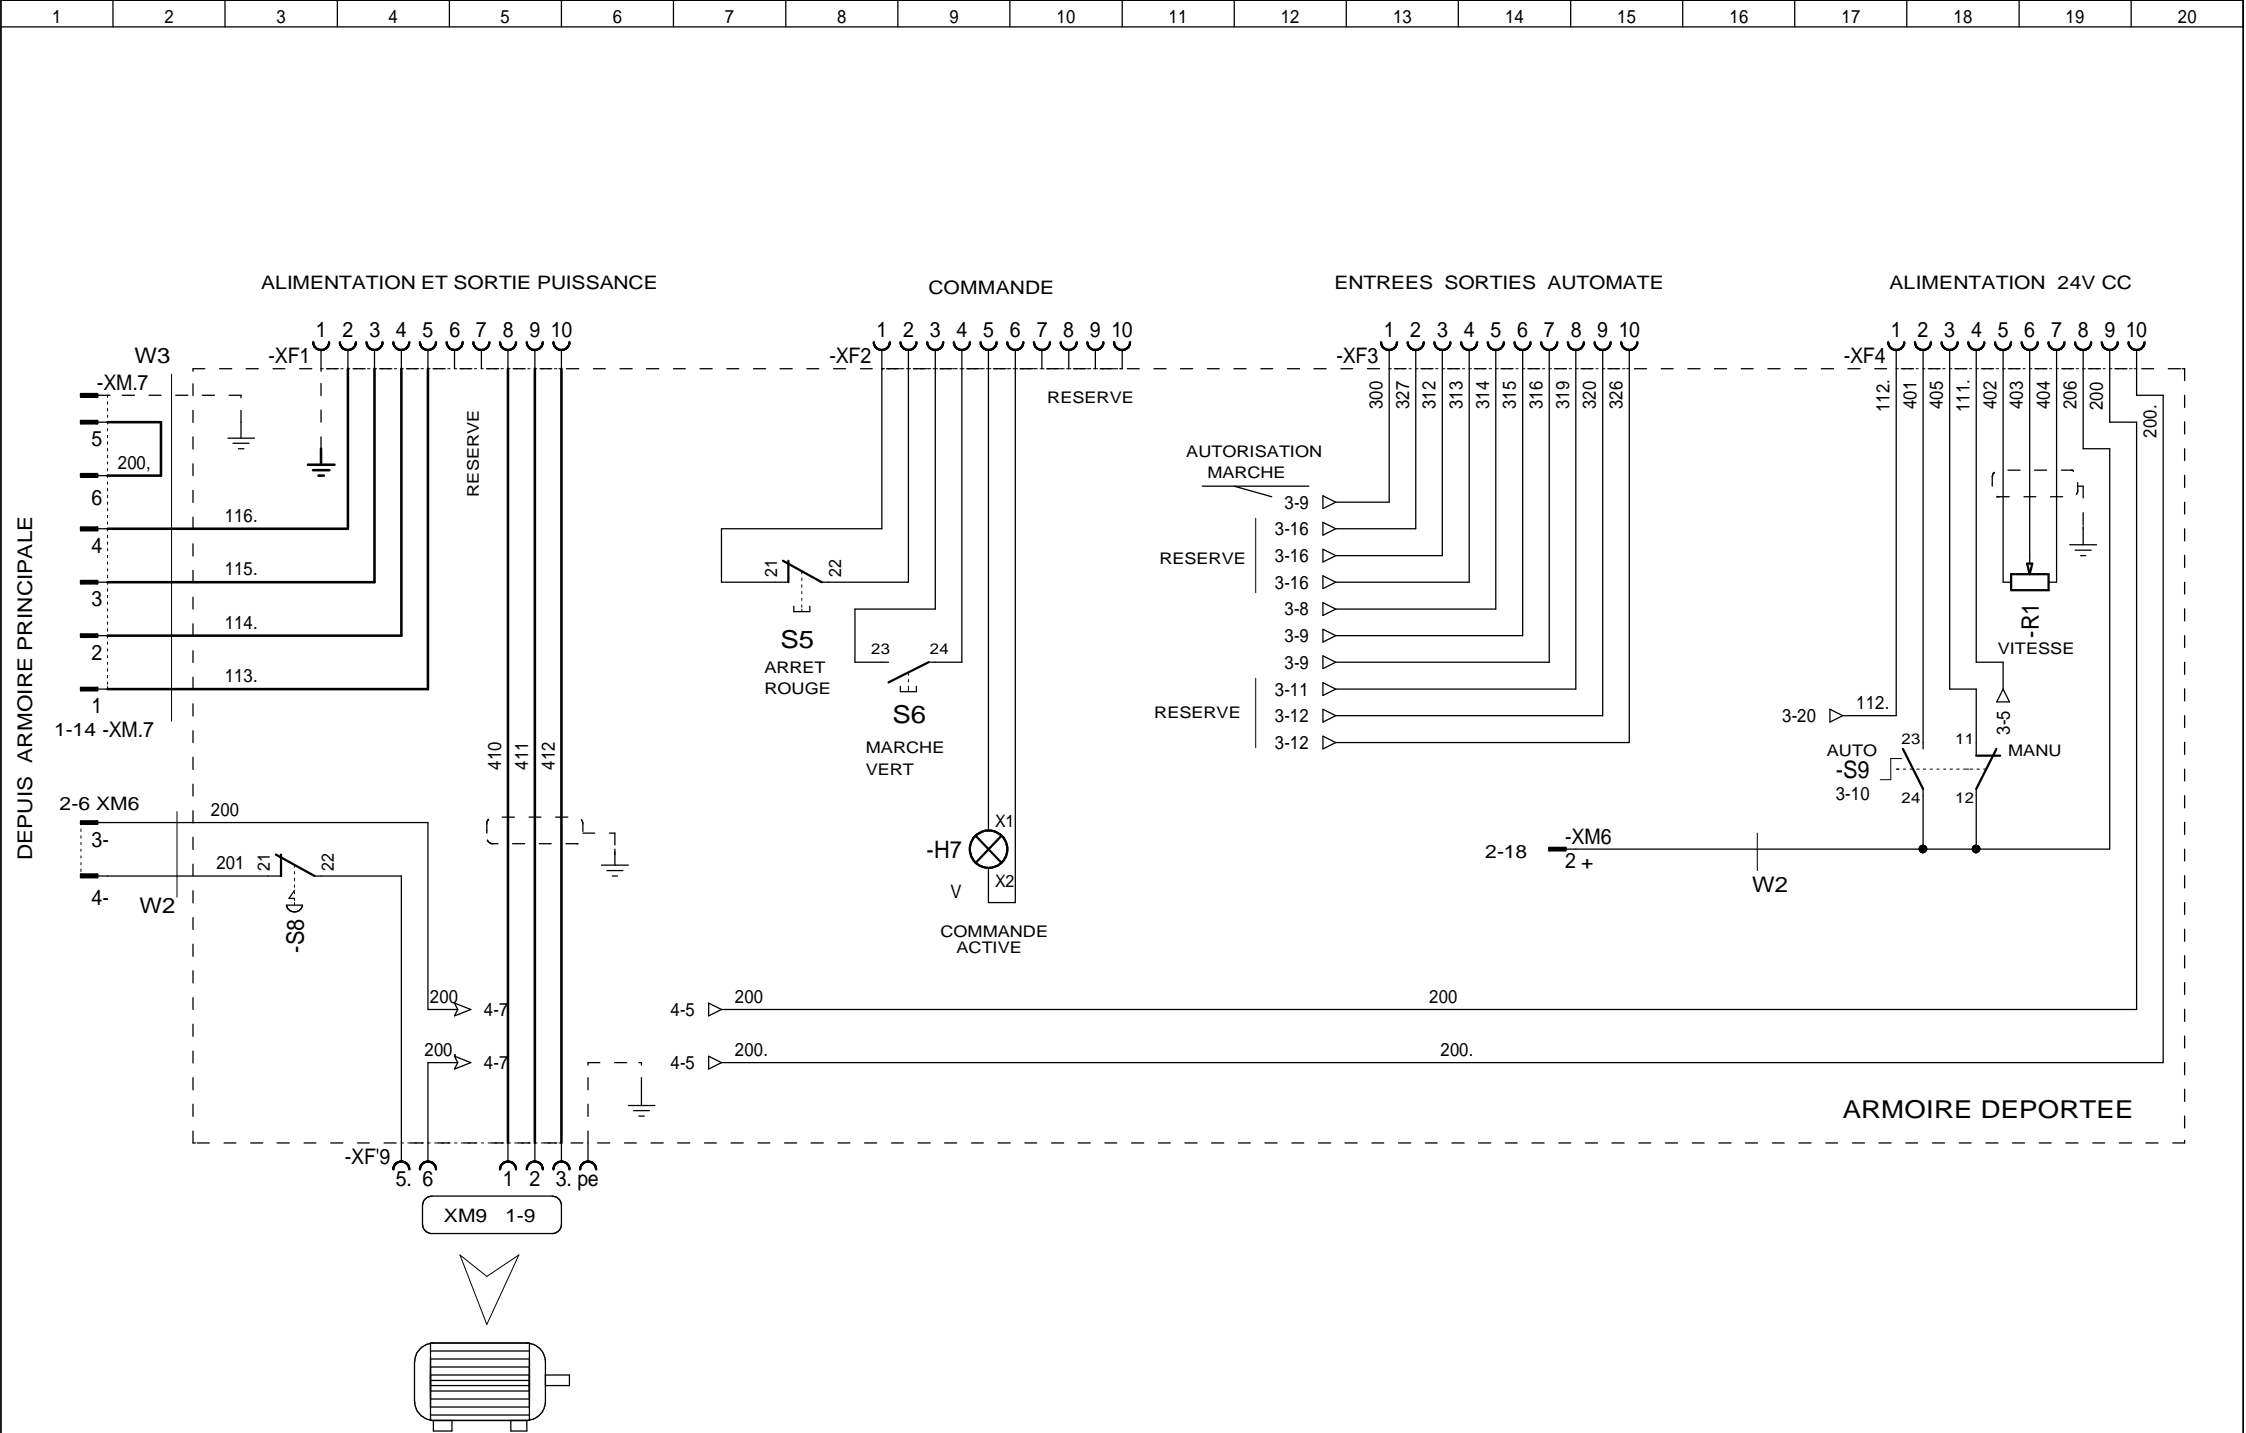 1 2 3 4 5 6 7 8 9 10 11 12 13 14 15 16 17 18 19 20
ALIMENTATION ET SORTIE PUISSANCE
COMMANDE
ENTREES SORTIES AUTOMATE
ALIMENTATION 24V CC
-XF1 1 2 3 4 5 6 7 8 9 10
-XF2 1 2 3 4 5 6 7 8 9 10
-XF3 1 2 3 4 5 6 7 8 9 10
-XF4 1 2 3 4 5 6 7 8 9 10
DEPUIS ARMOIRE PRINCIPALE
W3
-XM.7
5
200,
6
116.
4
115.
3
114.
2
113.
1
1-14 -XM.7
RESERVE
410 411 412
2-6 XM6
200
3-
201 21 22
4-
W2
-S8
200 4-7
200. 4-7
-XF'9
5. 6 1 2 3. pe
XM9 1-9
RESERVE
21 22
S5
ARRET
ROUGE
23 24
S6
MARCHE
VERT
X1
-H7
X2
V
COMMANDE
ACTIVE
4-5 200 200
4-5 200. 200.
300 327 312 313 314 315 316 319 320 326
AUTORISATION
MARCHE
3-9
3-16
RESERVE 3-16
3-16
3-8
3-9
3-9
3-11
RESERVE 3-12
3-12
112. 401 405 111. 402 403 404 206 200 200.
-R1
VITESSE
3-20 112.
3-5
23 11
AUTO MANU
-S9
3-10
24 12
2-18 -XM6
2 +
W2
ARMOIRE DEPORTEE